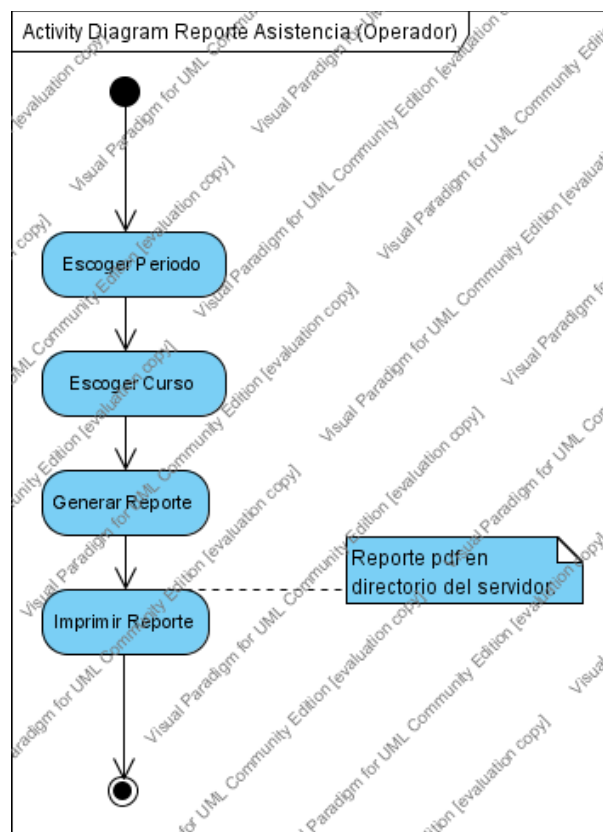 Activity Diagram Reporte Asistencia (Operador)
Escoger Periodo
Escoger Curso
Generar Reporte
Reporte pdf en
directorio del servidor.
Imprimir Reporte
Visual Paradigm for UML Community Edition [evaluation copy]